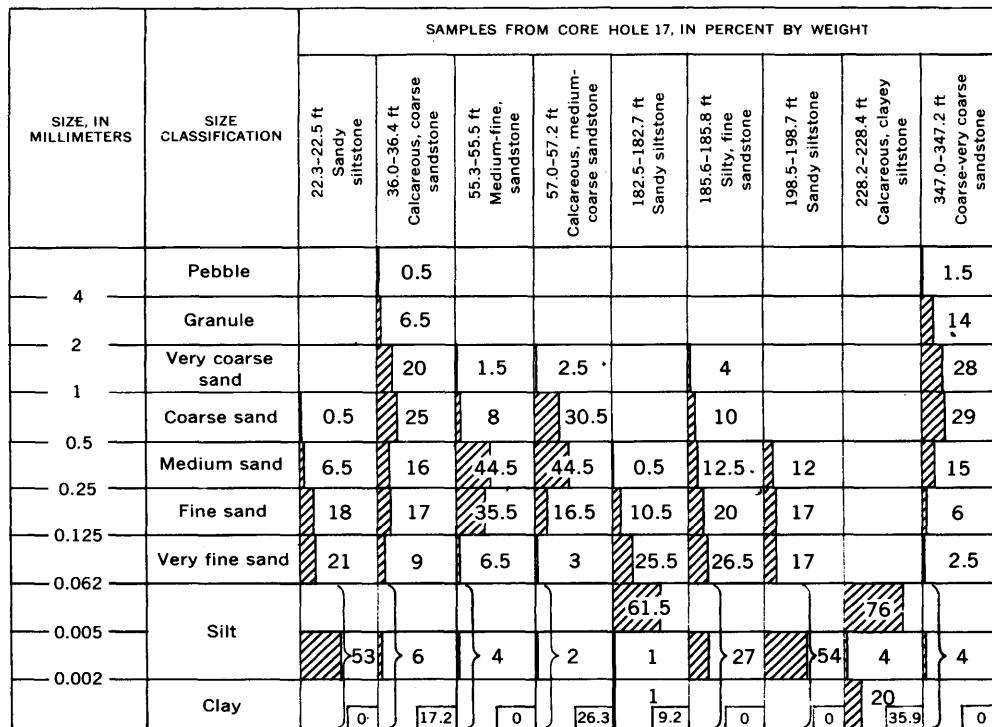 SAMPLES FROM CORE HOLE 17, IN PERCENT BY WEIGHT
SIZE, IN
MILLIMETERS
SIZE
CLASSIFICATION
22.3–22.5 ft
Sandy
siltstone
36.0–36.4 ft
Calcareous, coarse
sandstone
55.3–55.5 ft
Medium-fine,
sandstone
57.0–57.2 ft
Calcareous, medium-
coarse sandstone
182.5–182.7 ft
Sandy siltstone
185.6–185.8 ft
Silty, fine
sandstone
198.5–198.7 ft
Sandy siltstone
228.2–228.4 ft
Calcareous, clayey
siltstone
347.0–347.2 ft
Coarse-very coarse
sandstone
Pebble 0.5 1.5
4
Granule 6.5 14
2
Very coarse
sand 20 1.5 2.5 4 28
1
Coarse sand 0.5 25 8 30.5 10 29
0.5
Medium sand 6.5 16 44.5 44.5 0.5 12.5 12 15
0.25
Fine sand 18 17 35.5 16.5 10.5 20 17 6
0.125
Very fine sand 21 9 6.5 3 25.5 26.5 17 2.5
0.062
61.5 76
Silt
0.005
53 6 4 2 1 27 54 4 4
0.002
Clay 1 20
0 17.2 0 26.3 9.2 0 0 35.9 0